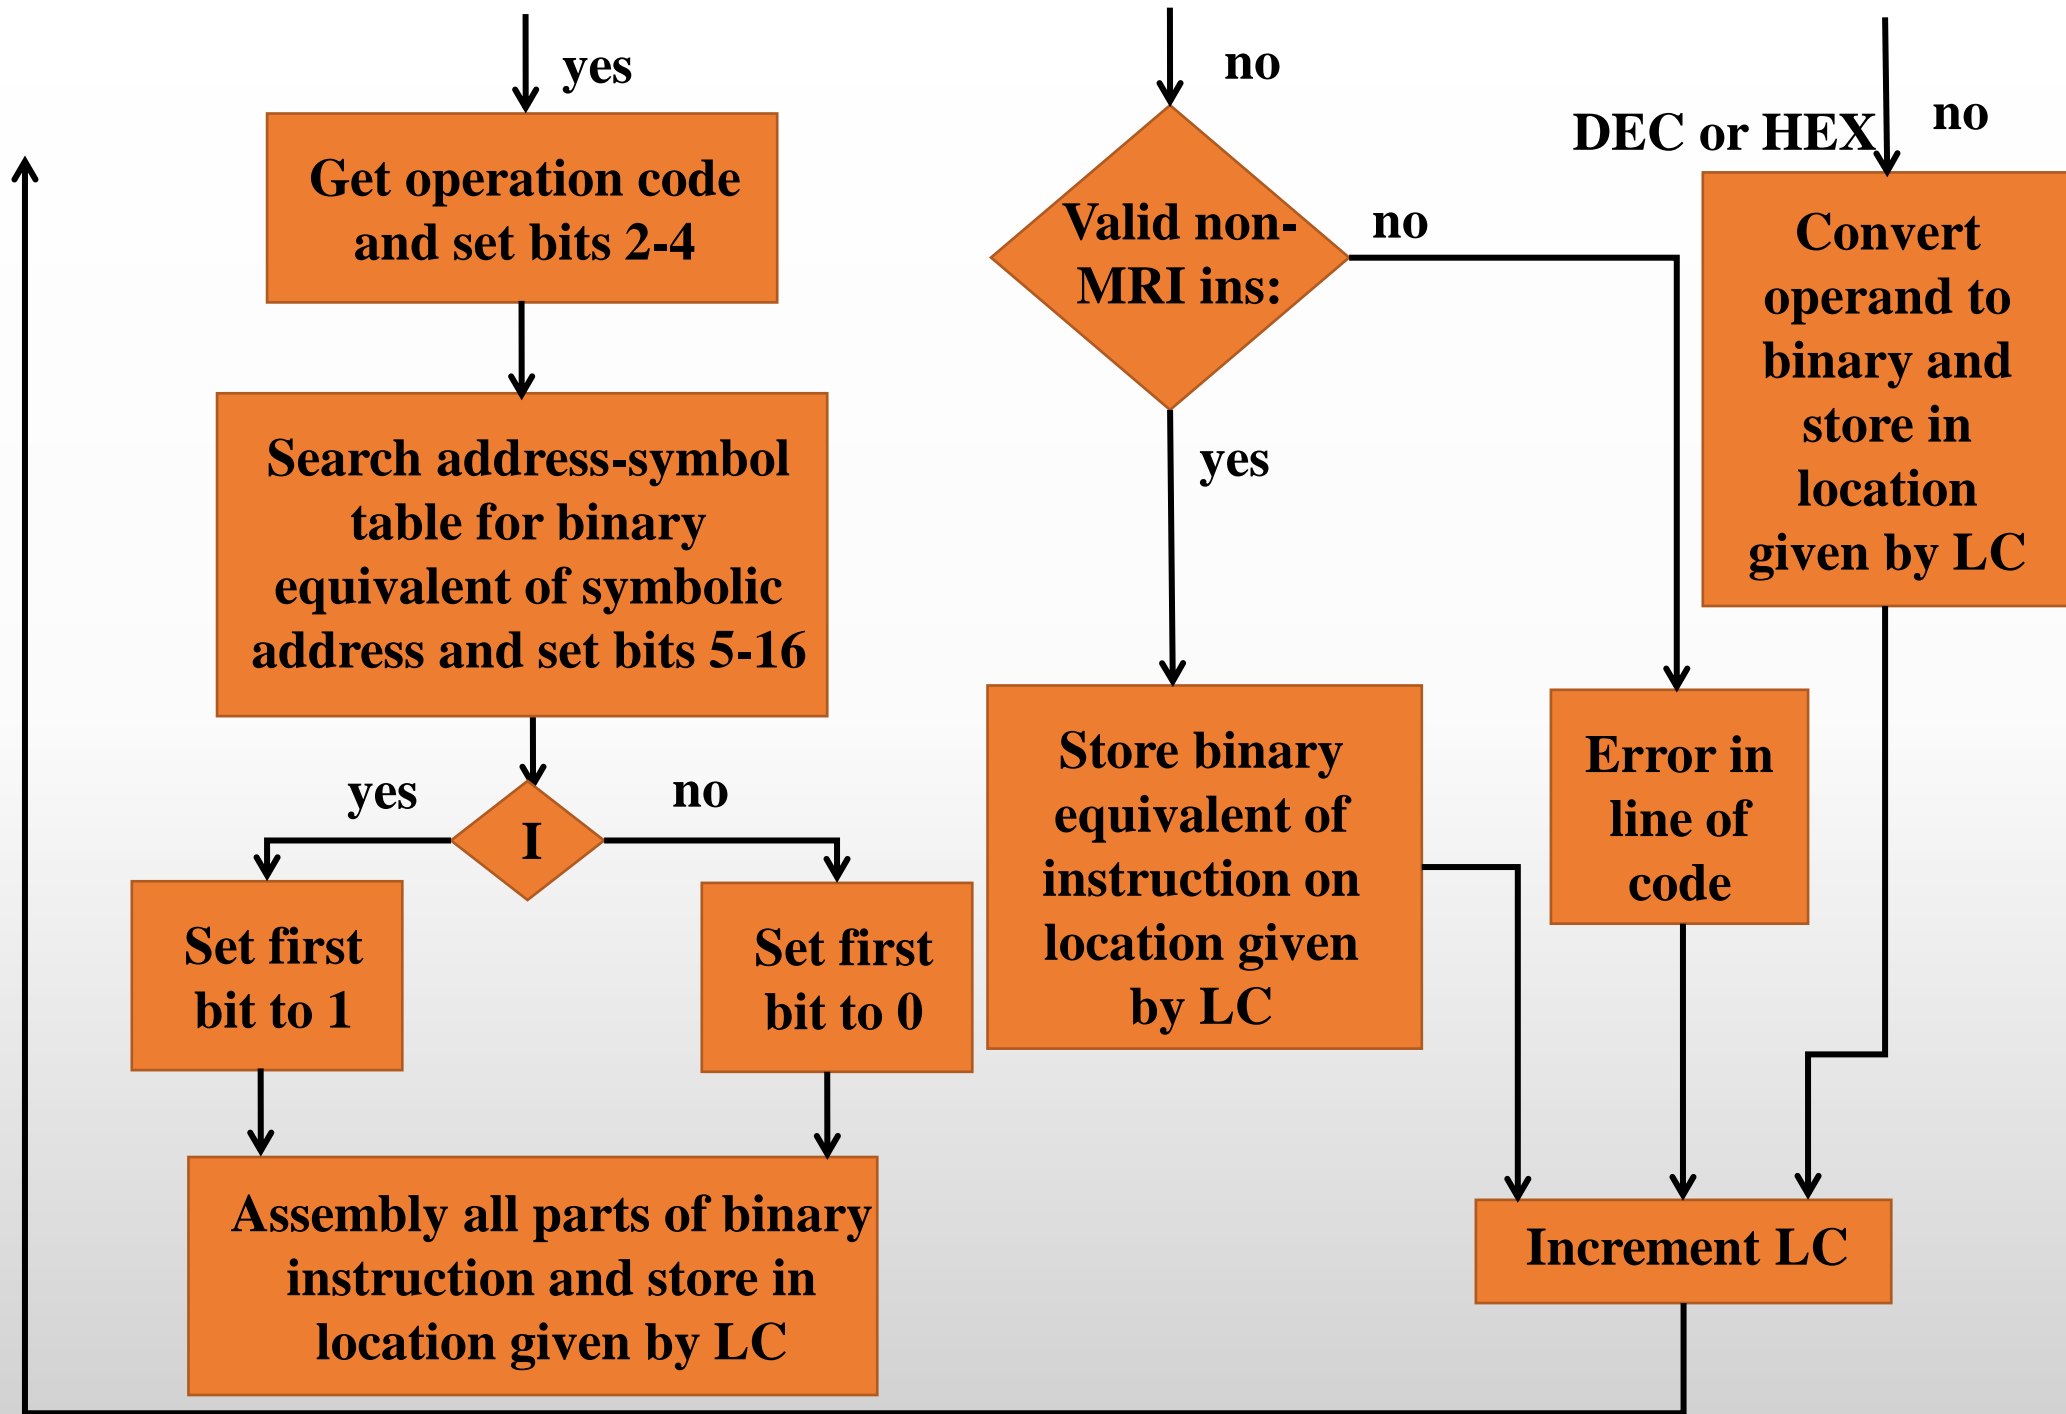 yes
Get operation code
and set bits 2-4
Search address-symbol
table for binary
equivalent of symbolic
address and set bits 5-16
yes
no
I
Set first
bit to 1
Set first
bit to 0
Assembly all parts of binary
instruction and store in
location given by LC
no
Valid non-
MRI ins:
no
yes
Store binary
equivalent of
instruction on
location given
by LC
Error in
line of
code
DEC or HEX
no
Convert
operand to
binary and
store in
location
given by LC
Increment LC